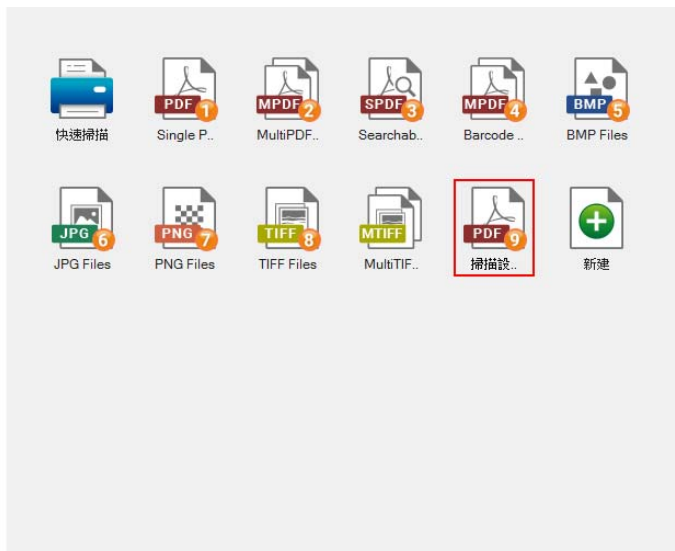 PDF 1
MPDF 2
SPDF 3
MPDF 4
BMP 5
快速掃描 Single P.. MultiPDF.. Searchab.. Barcode .. BMP Files
JPG 6
PNG 7
TIFF 8
MTIFF
PDF 9
JPG Files PNG Files TIFF Files MultiTIF.. 掃描設.. 新建